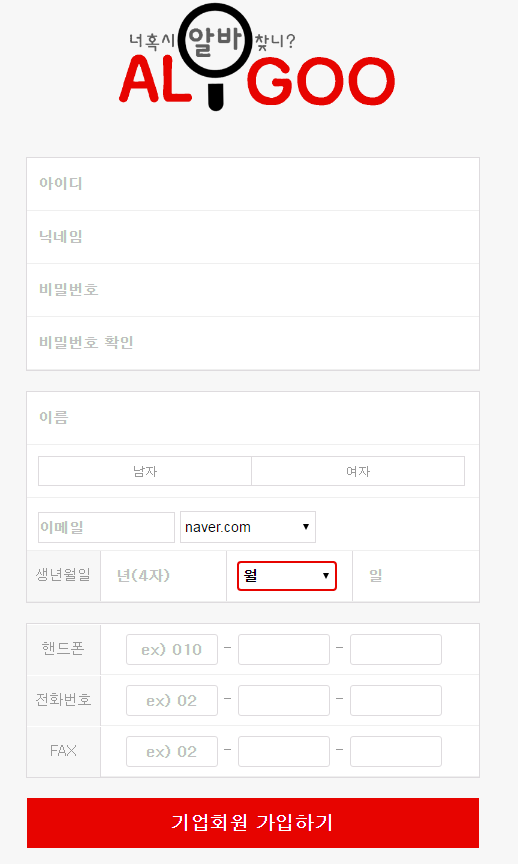 너혹시 알바 찾니?
ALGOO
아이디
닉네임
비밀번호
비밀번호 확인
이름
남자 여자
이메일 naver.com
생년월일 년(4자) 월 일
핸드폰 ex) 010 - -
전화번호 ex) 02 - -
FAX ex) 02 - -
기업회원 가입하기